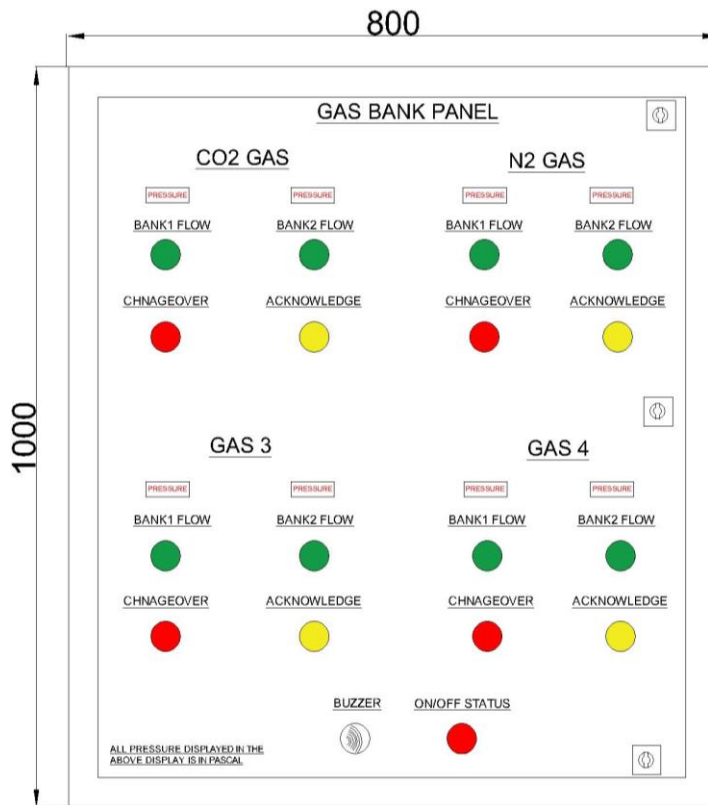 800
1000
GAS BANK PANEL
CO2 GAS
N2 GAS
PRESSURE PRESSURE PRESSURE PRESSURE
BANK1 FLOW BANK2 FLOW BANK1 FLOW BANK2 FLOW
CHNAGEOVER ACKNOWLEDGE CHNAGEOVER ACKNOWLEDGE
GAS 3
GAS 4
PRESSURE PRESSURE PRESSURE PRESSURE
BANK1 FLOW BANK2 FLOW BANK1 FLOW BANK2 FLOW
CHNAGEOVER ACKNOWLEDGE CHNAGEOVER ACKNOWLEDGE
BUZZER ON/OFF STATUS
ALL PRESSURE DISPLAYED IN THE
ABOVE DISPLAY IS IN PASCAL